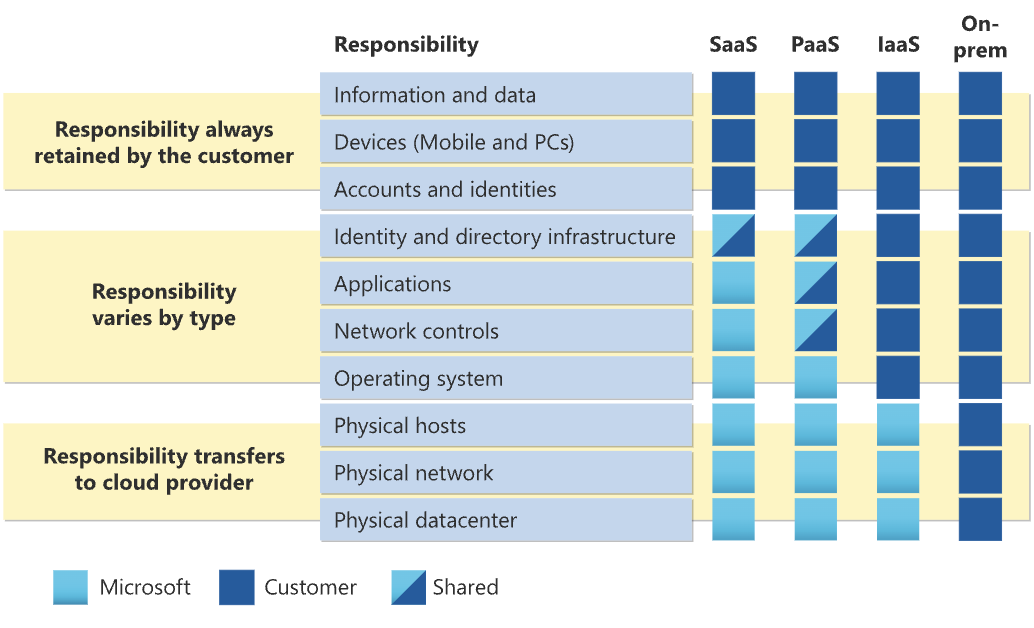 Responsibility SaaS PaaS IaaS On-
prem
Responsibility always
retained by the customer
Information and data
Devices (Mobile and PCs)
Accounts and identities
Responsibility
varies by type
Identity and directory infrastructure
Applications
Network controls
Operating system
Responsibility transfers
to cloud provider
Physical hosts
Physical network
Physical datacenter
Microsoft Customer Shared